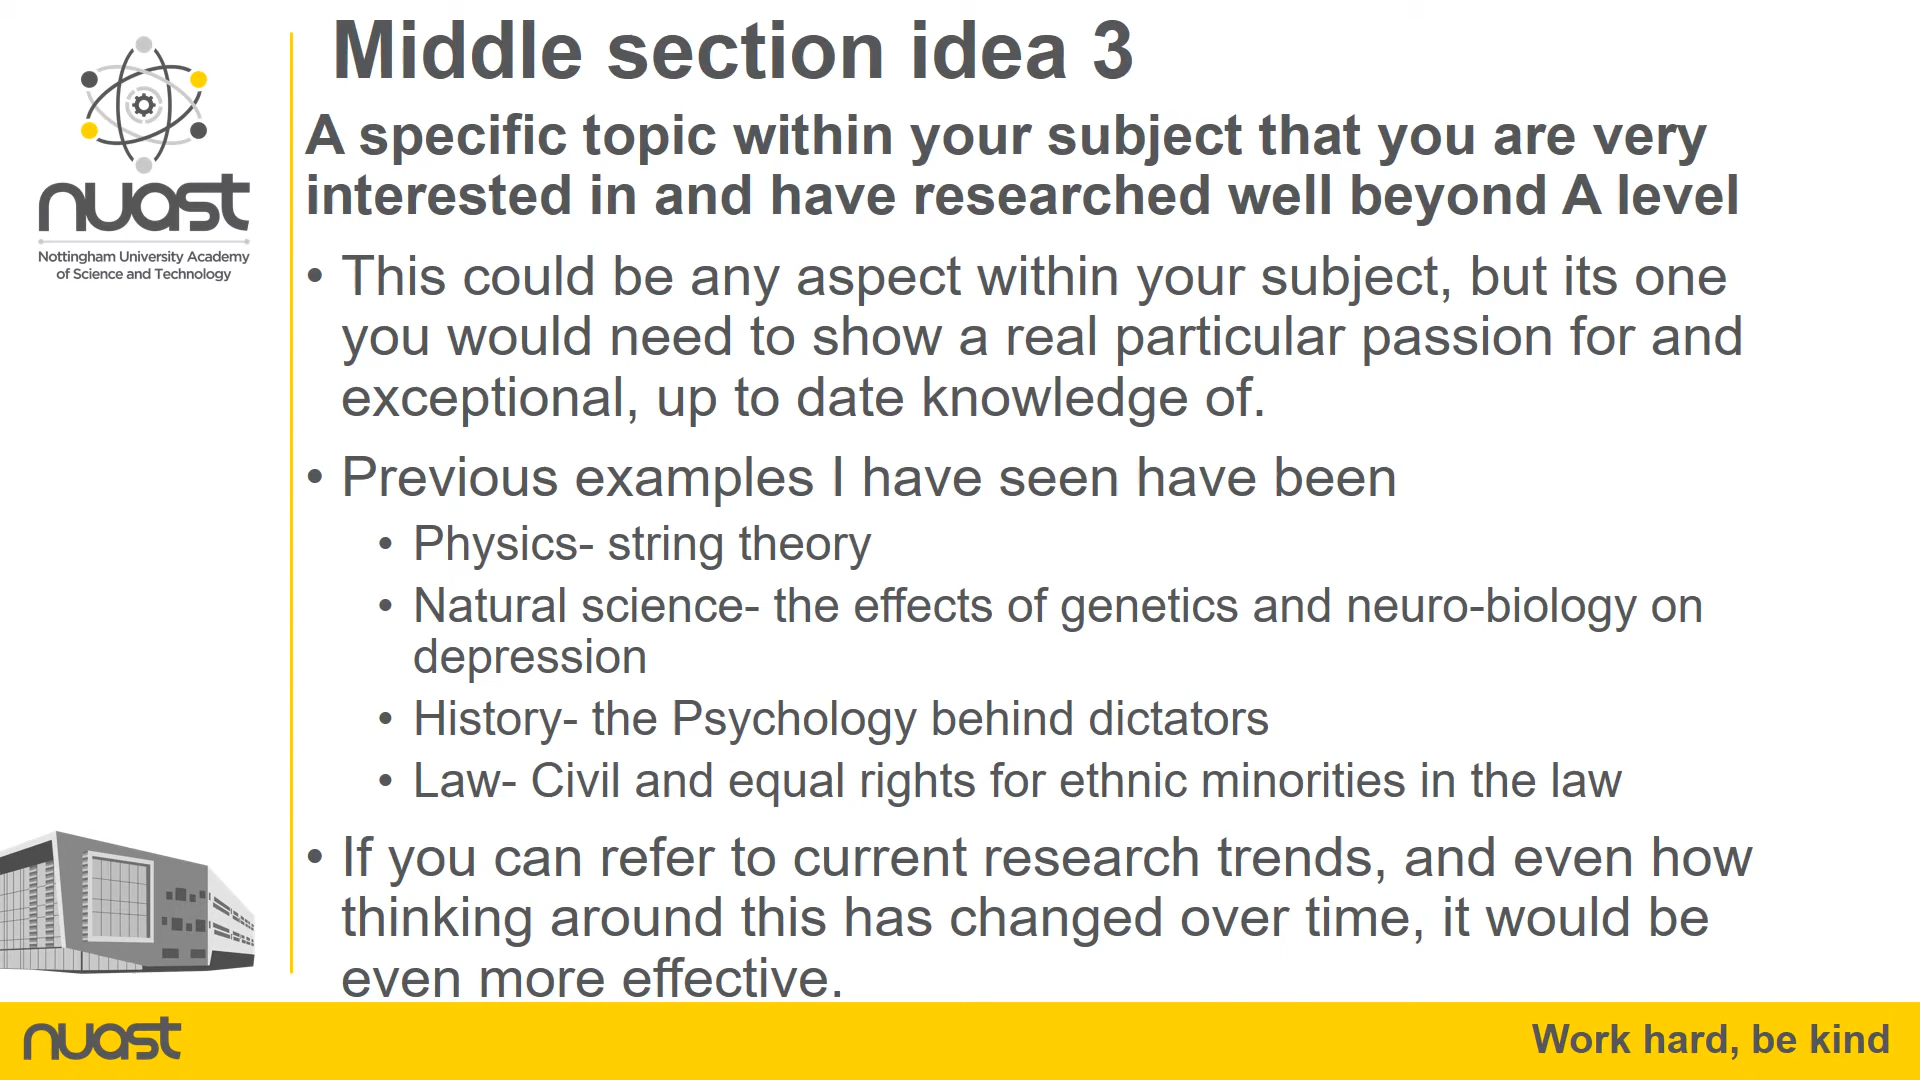 Middle section idea 3
nuast
Nottingham University Academy
of Science and Technology
A specific topic within your subject that you are very
interested in and have researched well beyond A level
• This could be any aspect within your subject, but its one
you would need to show a real particular passion for and
exceptional, up to date knowledge of.
• Previous examples I have seen have been
• Physics- string theory
• Natural science- the effects of genetics and neuro-biology on
depression
• History- the Psychology behind dictators
• Law- Civil and equal rights for ethnic minorities in the law
• If you can refer to current research trends, and even how
thinking around this has changed over time, it would be
even more effective.
nuast
Work hard, be kind